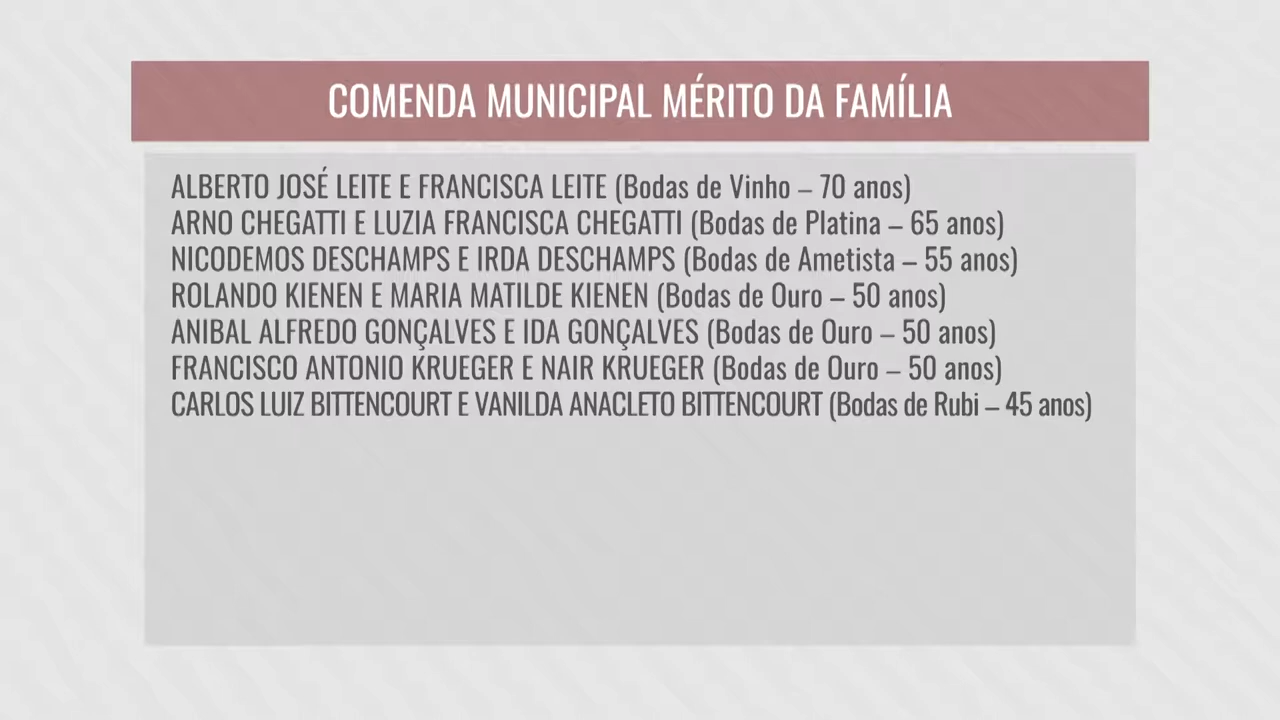 COMENDA MUNICIPAL MÉRITO DA FAMÍLIA
ALBERTO JOSÉ LEITE E FRANCISCA LEITE (Bodas de Vinho – 70 anos)
ARNO CHEGATTI E LUZIA FRANCISCA CHEGATTI (Bodas de Platina – 65 anos)
NICODEMOS DESCHAMPS E IRDA DESCHAMPS (Bodas de Ametista – 55 anos)
ROLANDO KIENEN E MARIA MATILDE KIENEN (Bodas de Ouro – 50 anos)
ANIBAL ALFREDO GONÇALVES E IDA GONÇALVES (Bodas de Ouro – 50 anos)
FRANCISCO ANTONIO KRUEGER E NAIR KRUEGER (Bodas de Ouro – 50 anos)
CARLOS LUIZ BITTENCOURT E VANILDA ANACLETO BITTENCOURT (Bodas de Rubi – 45 anos)